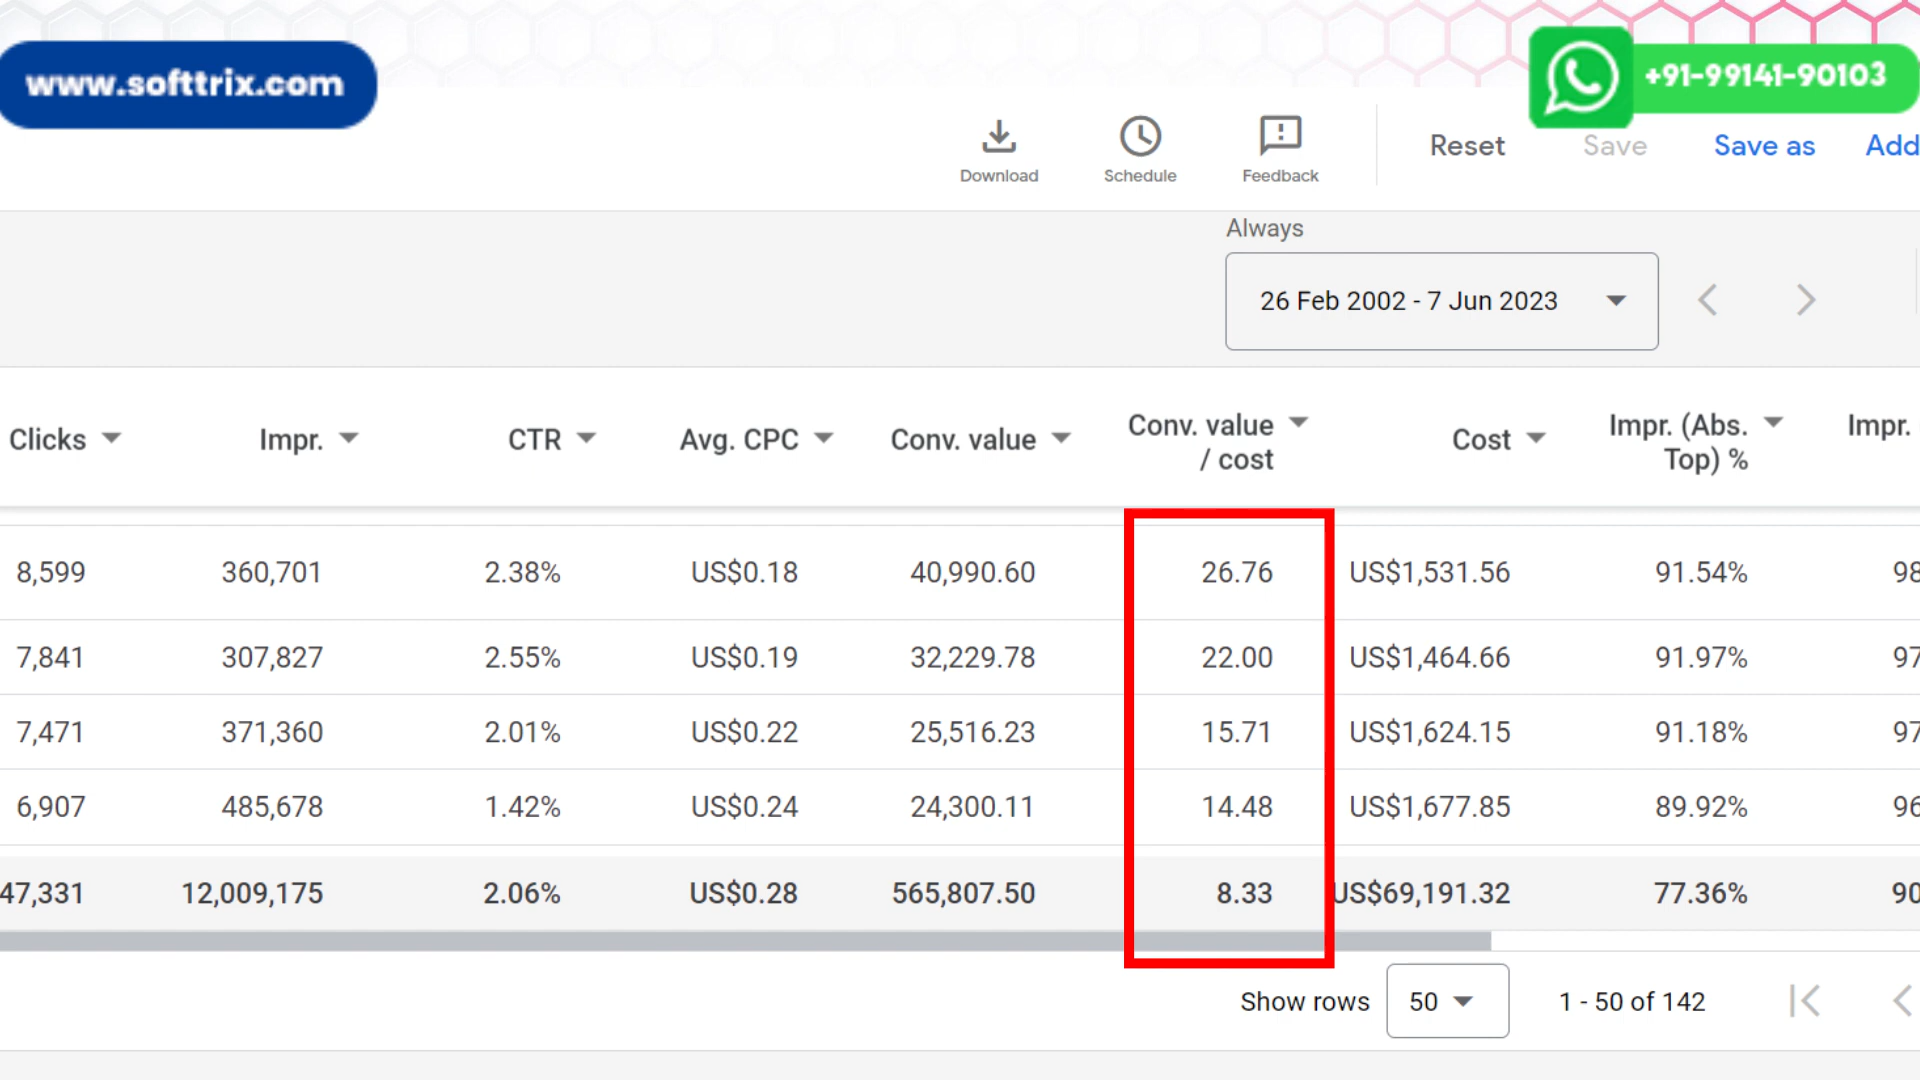 www.softtrix.com
+91-99141-90103
Download Schedule Feedback Reset Save Save as Add
Always
26 Feb 2002 - 7 Jun 2023
Clicks Impr. CTR Avg. CPC Conv. value Conv. value / cost Cost Impr. (Abs. Top) % Impr.
8,599 360,701 2.38% US$0.18 40,990.60 26.76 US$1,531.56 91.54% 98
7,841 307,827 2.55% US$0.19 32,229.78 22.00 US$1,464.66 91.97% 97
7,471 371,360 2.01% US$0.22 25,516.23 15.71 US$1,624.15 91.18% 97
6,907 485,678 1.42% US$0.24 24,300.11 14.48 US$1,677.85 89.92% 96
47,331 12,009,175 2.06% US$0.28 565,807.50 8.33 US$69,191.32 77.36% 90
Show rows 50 1 - 50 of 142